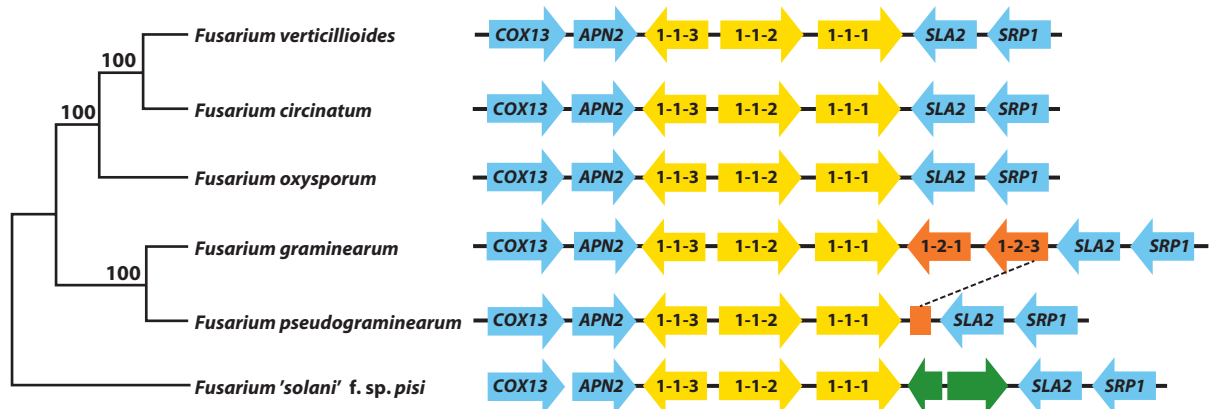 Fusarium verticillioides COX13 APN2 1-1-3 1-1-2 1-1-1 SLA2 SRP1
100
Fusarium circinatum COX13 APN2 1-1-3 1-1-2 1-1-1 SLA2 SRP1
100
Fusarium oxysporum COX13 APN2 1-1-3 1-1-2 1-1-1 SLA2 SRP1
Fusarium graminearum COX13 APN2 1-1-3 1-1-2 1-1-1 1-2-1 1-2-3 SLA2 SRP1
100
Fusarium pseudograminearum COX13 APN2 1-1-3 1-1-2 1-1-1 SLA2 SRP1
Fusarium 'solani' f. sp. pisi COX13 APN2 1-1-3 1-1-2 1-1-1 SLA2 SRP1